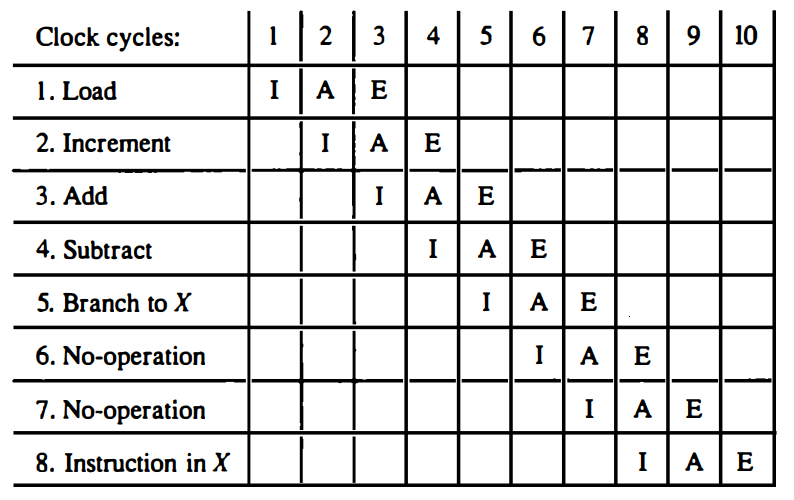 Clock cycles: 1 2 3 4 5 6 7 8 9 10
1. Load I A E
2. Increment I A E
3. Add I A E
4. Subtract I A E
5. Branch to X I A E
6. No-operation I A E
7. No-operation I A E
8. Instruction in X I A E